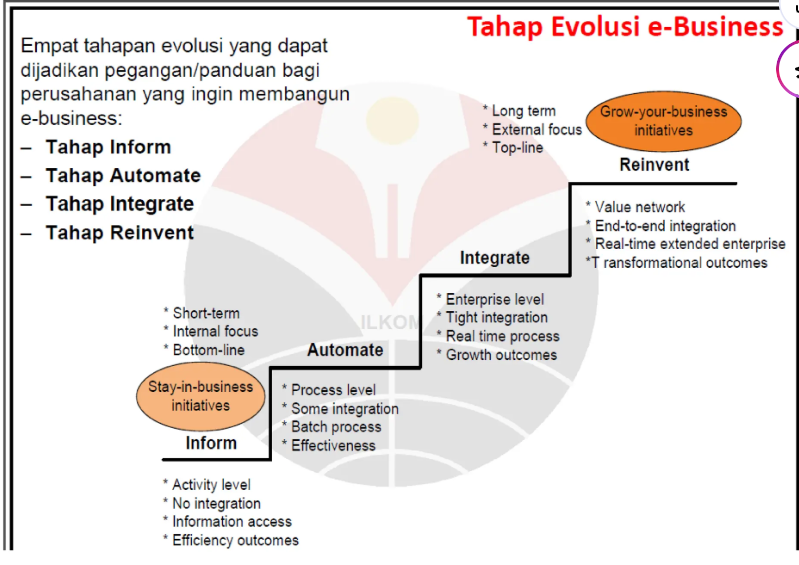 Tahap Evolusi e-Business
Empat tahapan evolusi yang dapat
dijadikan pegangan/panduan bagi
perusahanan yang ingin membangun
e-business:
– Tahap Inform
– Tahap Automate
– Tahap Integrate
– Tahap Reinvent
* Long term
* External focus
* Top-line
Grow-your-business
initiatives
Reinvent
* Value network
* End-to-end integration
* Real-time extended enterprise
*T ransformational outcomes
Integrate
* Enterprise level
* Tight integration
* Real time process
* Growth outcomes
* Short-term
* Internal focus
* Bottom-line
Stay-in-business
initiatives
Automate
* Process level
* Some integration
* Batch process
* Effectiveness
Inform
* Activity level
* No integration
* Information access
* Efficiency outcomes
ILKOM